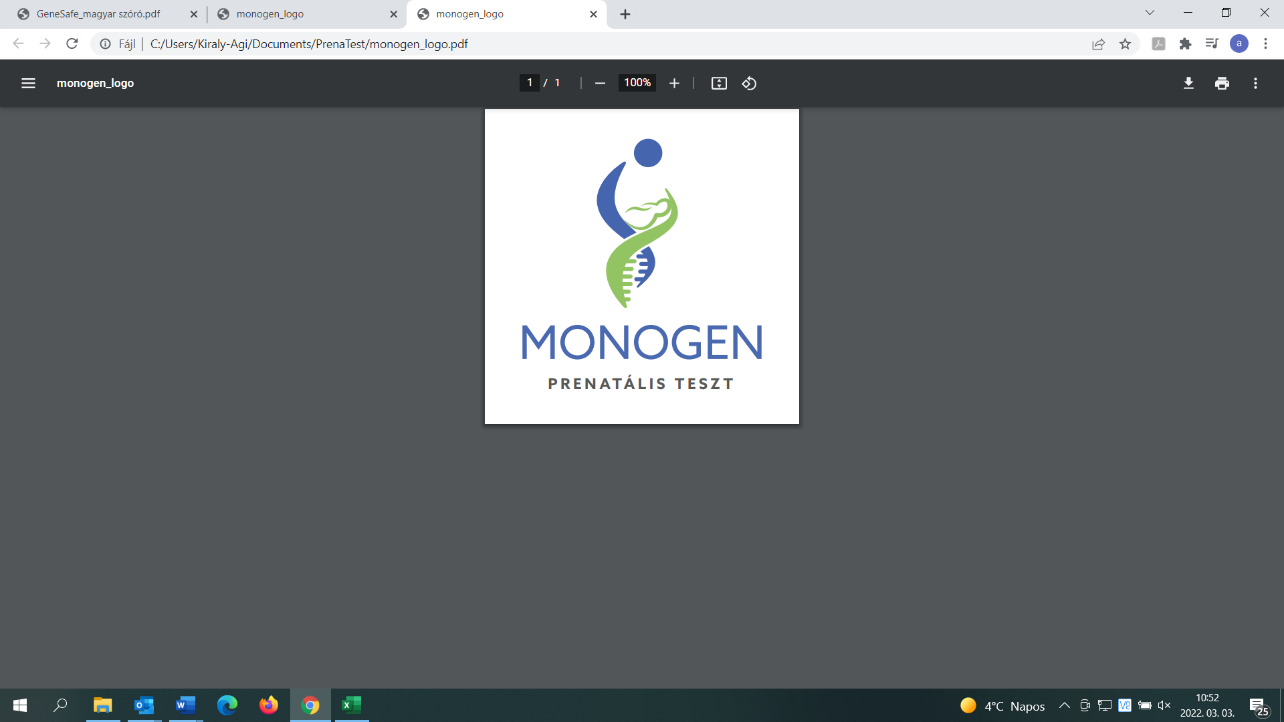 GeneSafe_magyar szóró.pdf
monogen_logo
monogen_logo
Fájl
C:/Users/Kiraly-Agi/Documents/PrenaTest/monogen_logo.pdf
a
monogen_logo
1 / 1
100%
MONOGEN
PRENATÁLIS TESZT
4°C Napos
10:52
2022. 03. 03.
25